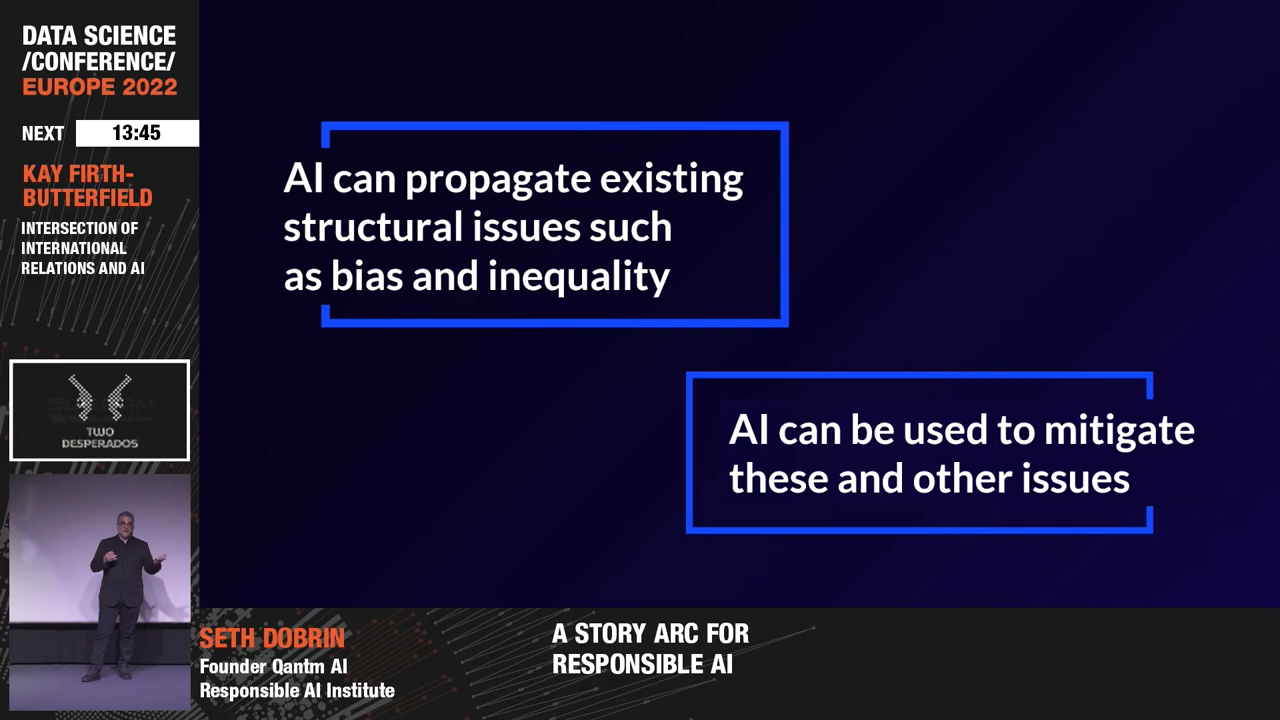 DATA SCIENCE
/CONFERENCE/
EUROPE 2022
NEXT 13:45
KAY FIRTH-
BUTTERFIELD
INTERSECTION OF
INTERNATIONAL
RELATIONS AND AI
TWO
DESPERADOS
AI can propagate existing
structural issues such
as bias and inequality
AI can be used to mitigate
these and other issues
SETH DOBRIN
Founder Qantm AI
Responsible AI Institute
A STORY ARC FOR
RESPONSIBLE AI